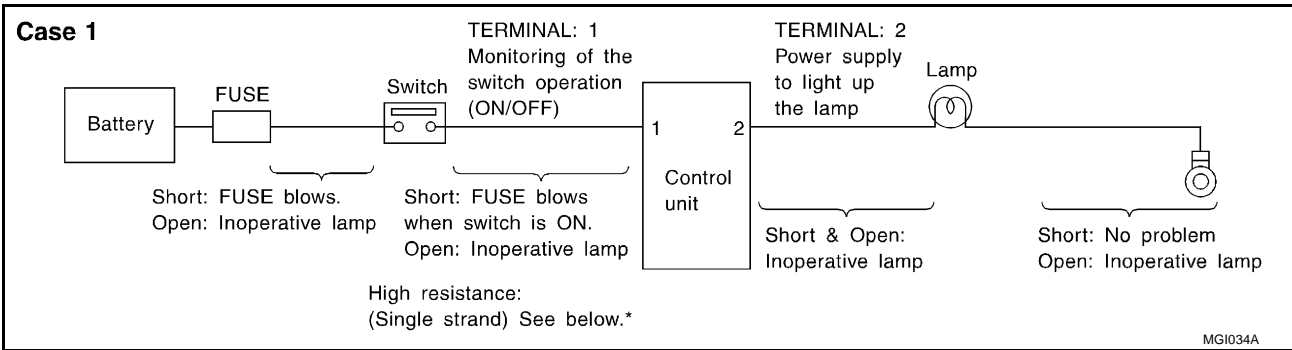 Case 1
TERMINAL: 1
Monitoring of the
switch operation
(ON/OFF)
TERMINAL: 2
Power supply
to light up
the lamp
Lamp
Battery
FUSE
Switch
1
2
Control
unit
Short: FUSE blows.
Open: Inoperative lamp
Short: FUSE blows
when switch is ON.
Open: Inoperative lamp
Short & Open:
Inoperative lamp
Short: No problem
Open: Inoperative lamp
High resistance:
(Single strand) See below.*
MGI034A